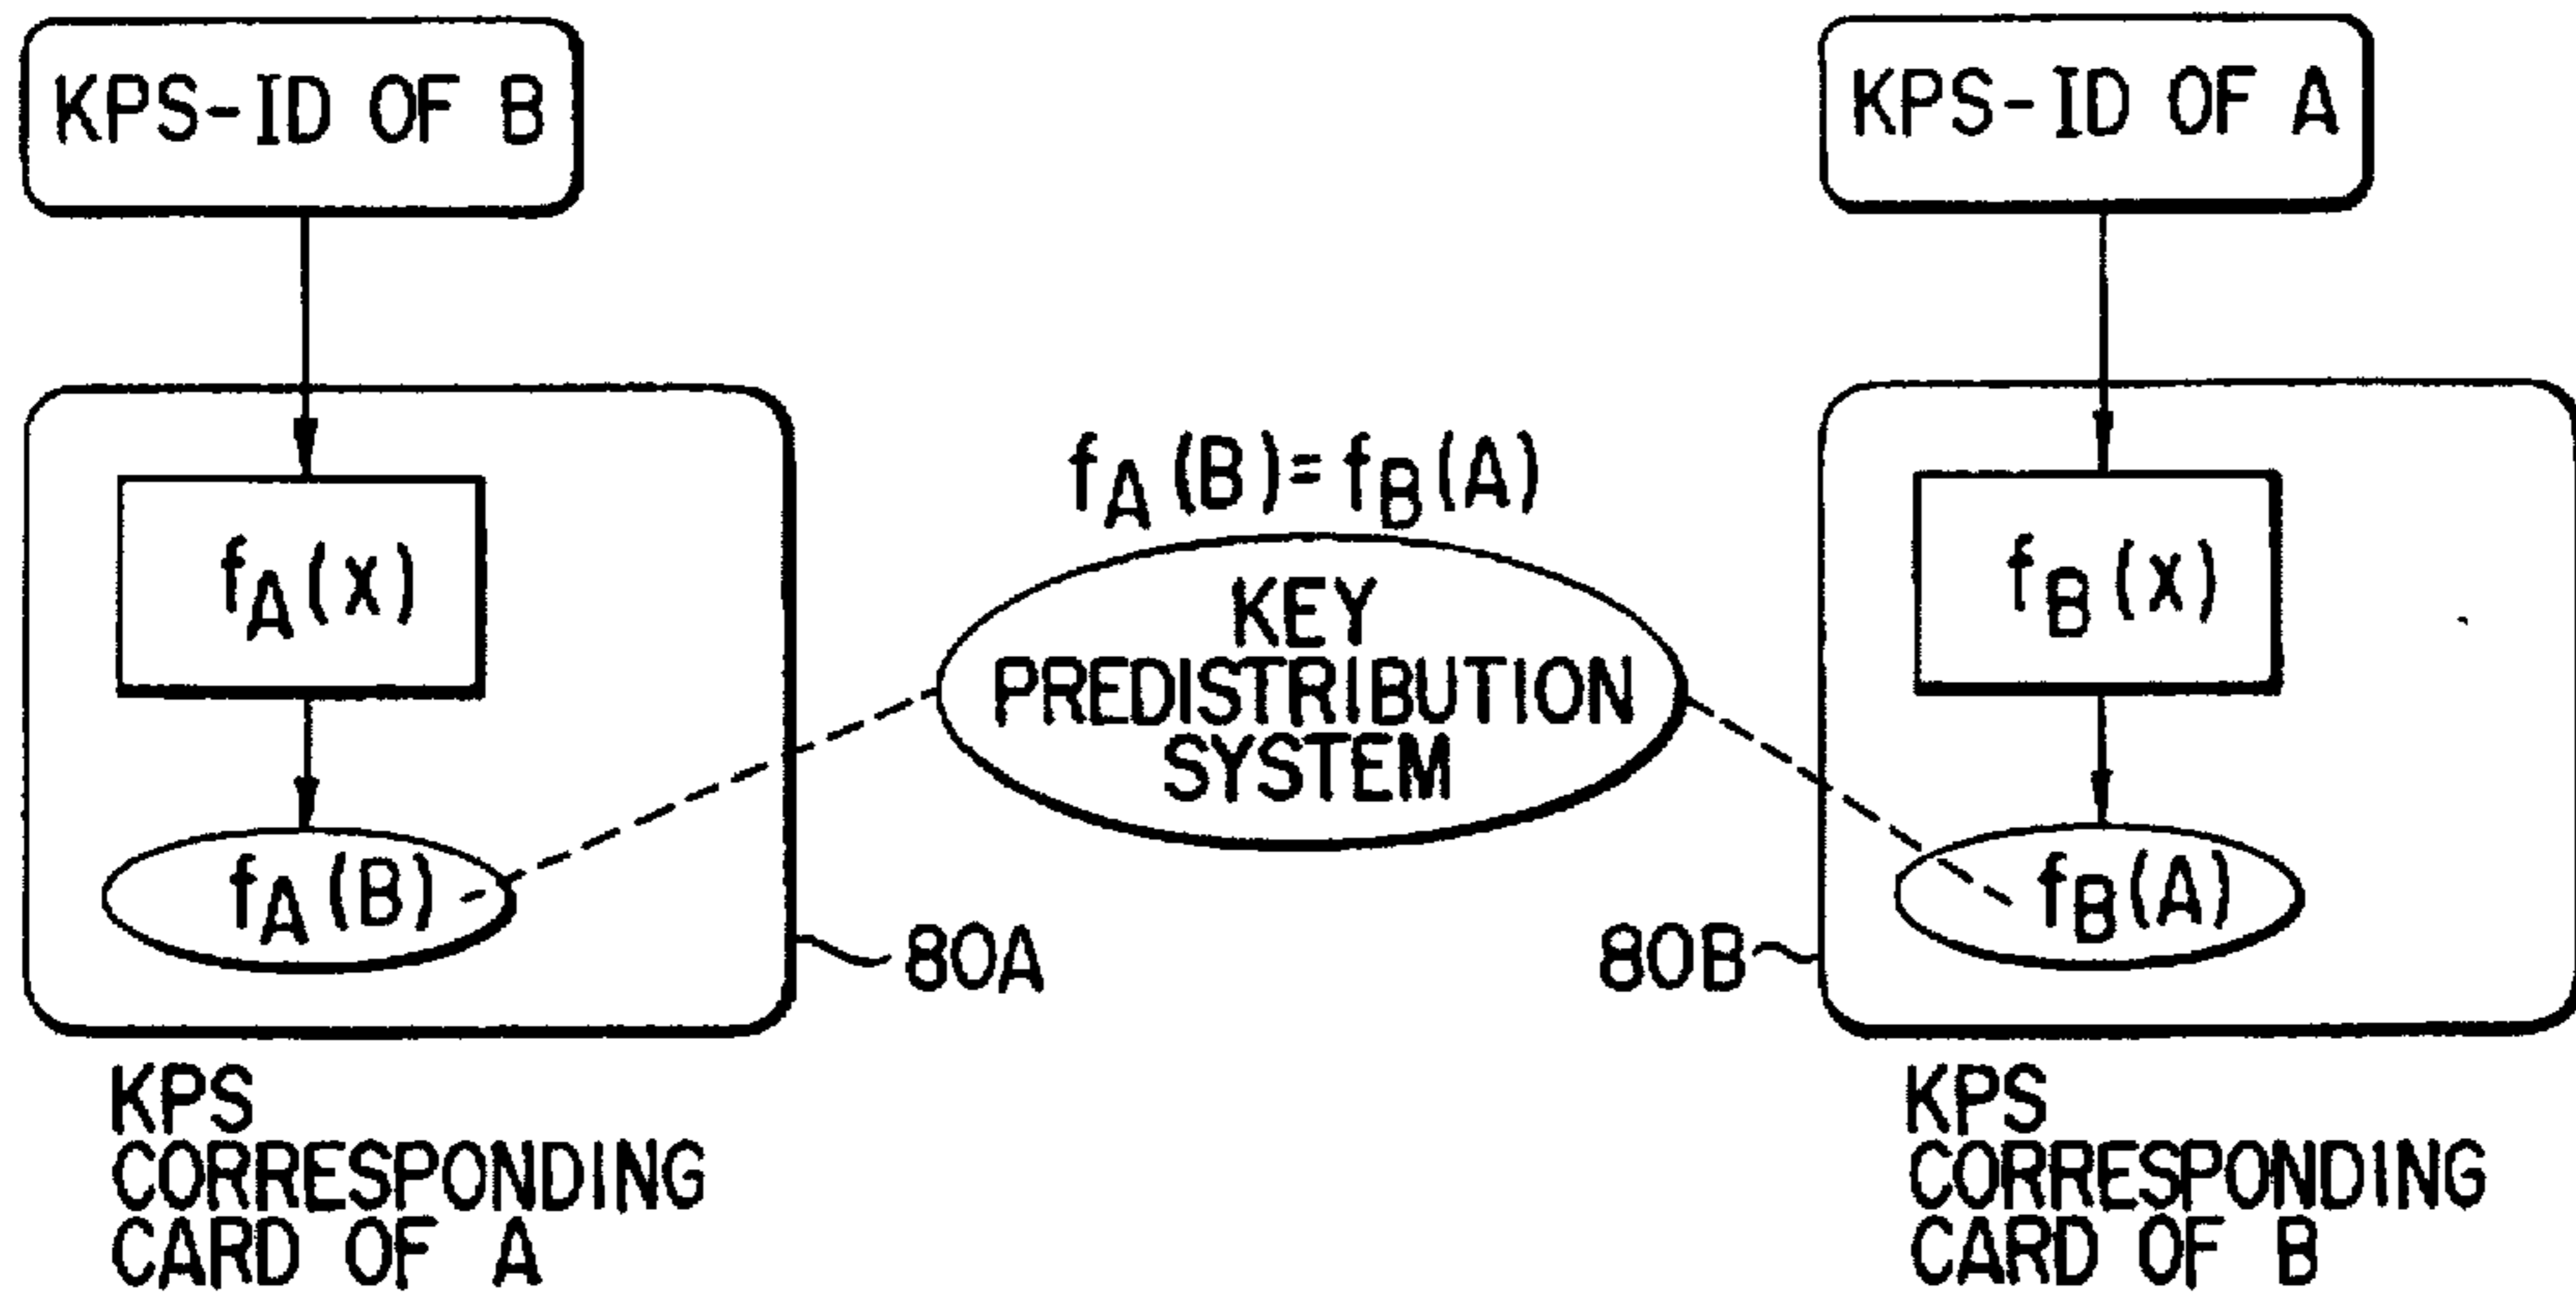 KPS-ID OF B
KPS-ID OF A
fA(x)
fA(B)
80A
KPS
CORRESPONDING
CARD OF A
fA(B)=fB(A)
KEY
PREDISTRIBUTION
SYSTEM
fB(x)
fB(A)
80B
KPS
CORRESPONDING
CARD OF B